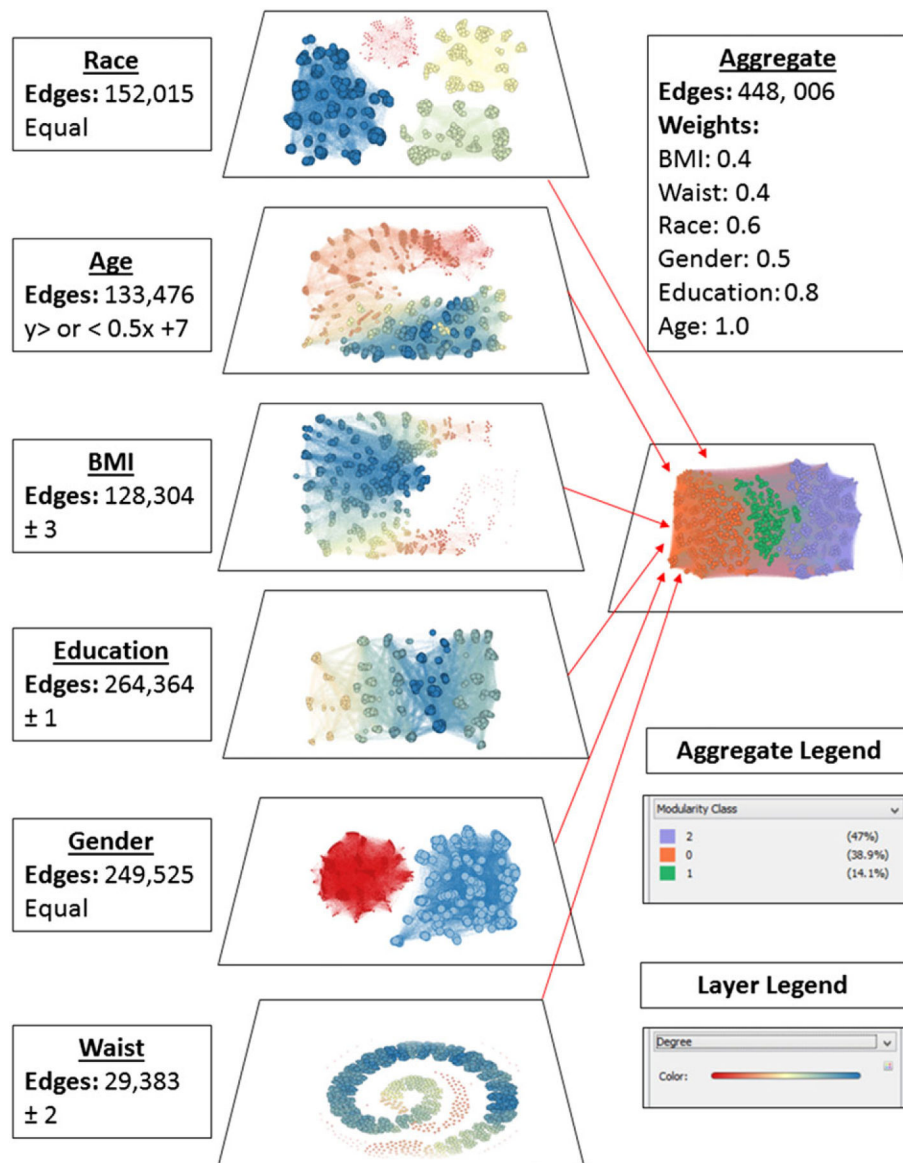 Race
Edges: 152,015
Equal
Age
Edges: 133,476
y> or < 0.5x +7
BMI
Edges: 128,304
± 3
Education
Edges: 264,364
± 1
Gender
Edges: 249,525
Equal
Waist
Edges: 29,383
± 2
Aggregate
Edges: 448, 006
Weights:
BMI: 0.4
Waist: 0.4
Race: 0.6
Gender: 0.5
Education: 0.8
Age: 1.0
Aggregate Legend
Modularity Class
2 (47%)
0 (38.9%)
1 (14.1%)
Layer Legend
Degree
Color: